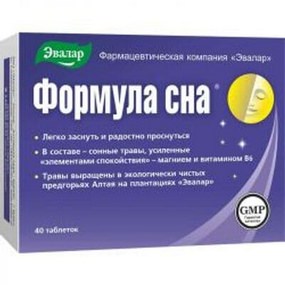 Эвалар
Фармацевтическая компания «Эвалар»
Формула сна®
• Легко заснуть и радостно проснуться
• В составе – сонные травы, усиленные
«элементами спокойствия» – магнием и витамином В6
• Травы выращены в экологически чистых
предгорьях Алтая на плантациях «Эвалар»
GMP
40 таблеток